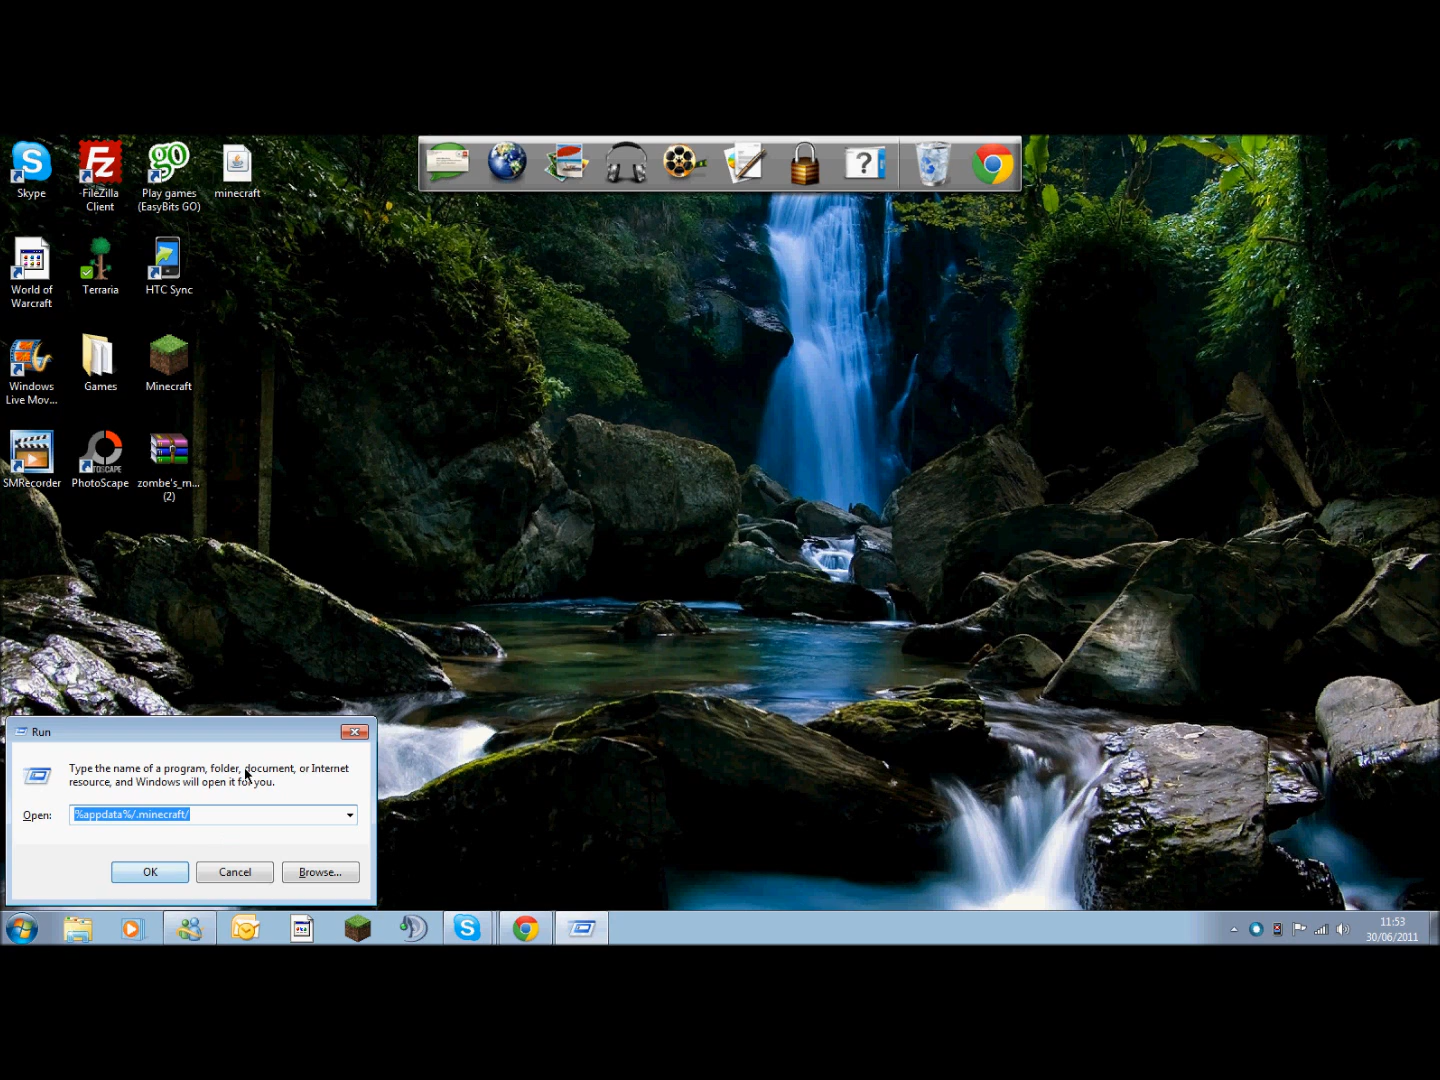 Skype
FileZilla
Client
Play games
(EasyBits GO)
minecraft
World of
Warcraft
Terraria
HTC Sync
Windows
Live Mov...
Games
Minecraft
SMRecorder
PhotoScape
zombe's_m...
(2)
Run
Type the name of a program, folder, document, or Internet
resource, and Windows will open it for you.
Open:
%appdata%/.minecraft/
OK
Cancel
Browse...
11:53
30/06/2011